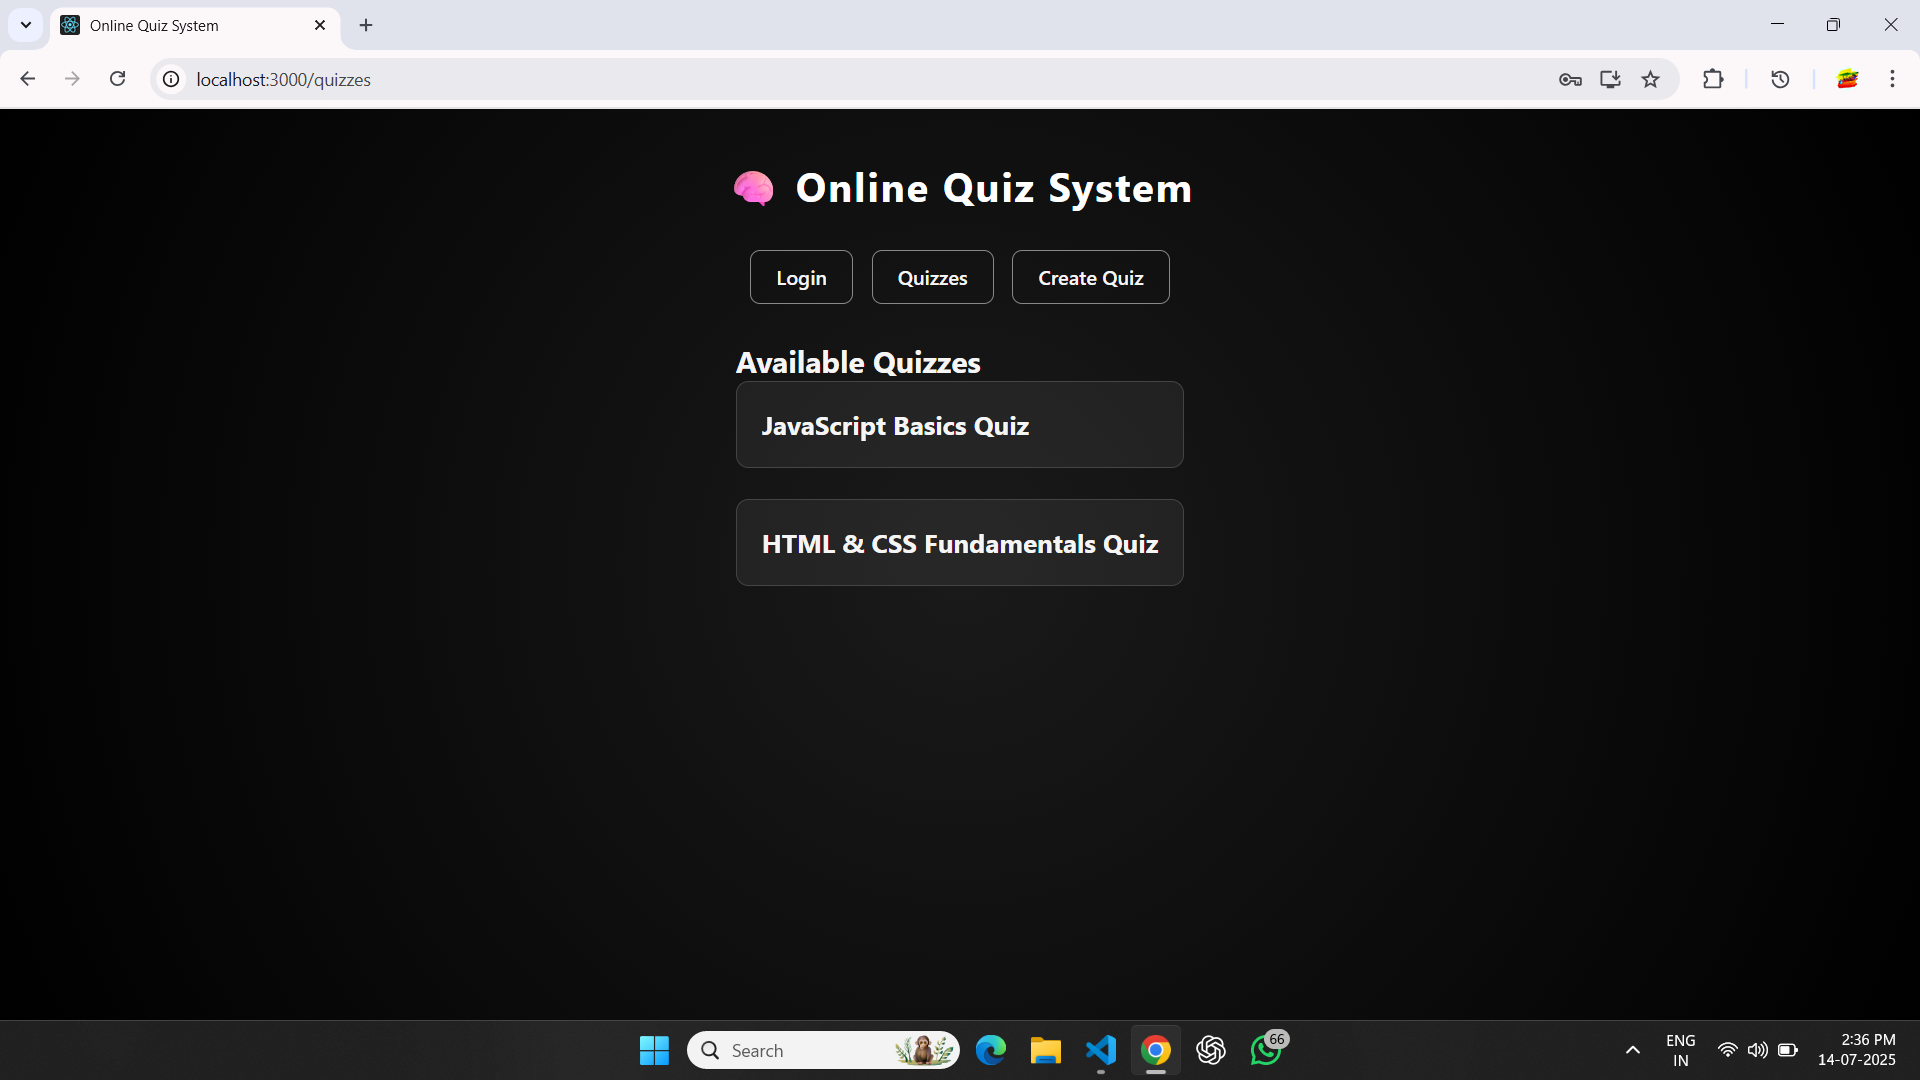 Online Quiz System
localhost:3000/quizzes
Online Quiz System
Login Quizzes Create Quiz
Available Quizzes
JavaScript Basics Quiz
HTML & CSS Fundamentals Quiz
Search
66
ENG
IN
2:36 PM
14-07-2025